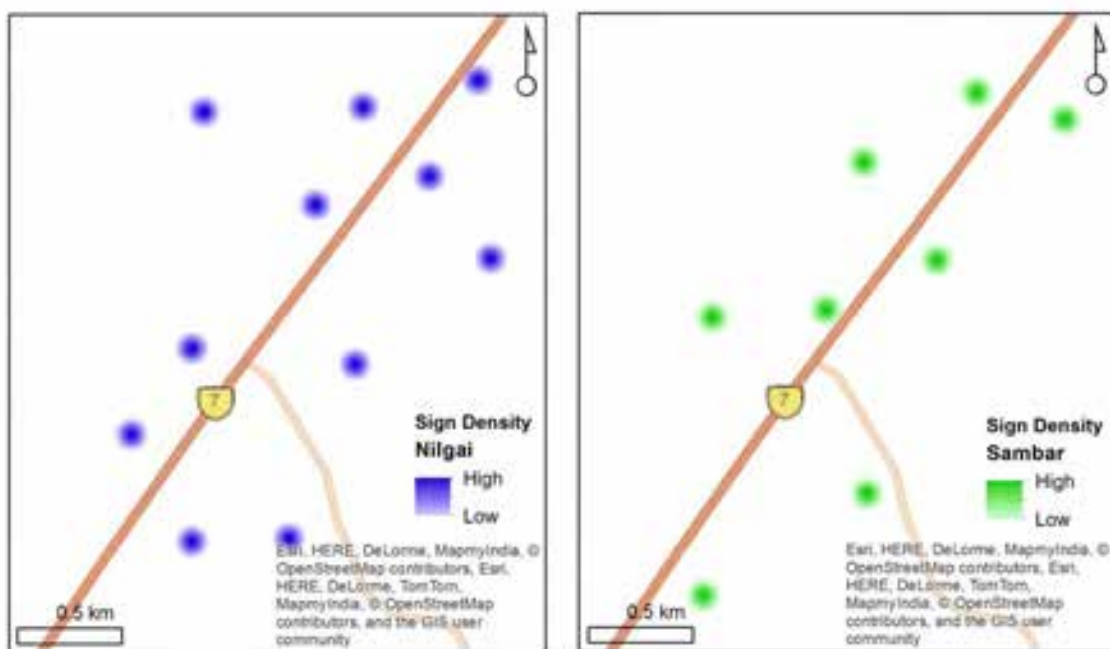 7
Sign Density
Nilgai
High
Low
Esri, HERE, DeLorme, MapmyIndia, ©
OpenStreetMap contributors, Esri,
HERE, DeLorme, TomTom,
MapmyIndia, © OpenStreetMap
contributors, and the GIS user
community
0.5 km
7
Sign Density
Sambar
High
Low
Esri, HERE, DeLorme, MapmyIndia, ©
OpenStreetMap contributors, Esri,
HERE, DeLorme, TomTom,
MapmyIndia, © OpenStreetMap
contributors, and the GIS user
community
0.5 km